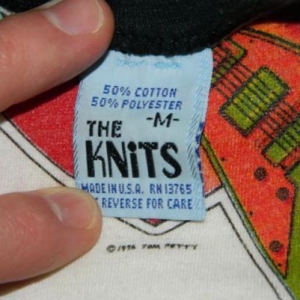 50% COTTON
50% POLYESTER
-M-
THE
KNiTS
MADE IN U.S.A. RN 13765
REVERSE FOR CARE
TOM PETTY